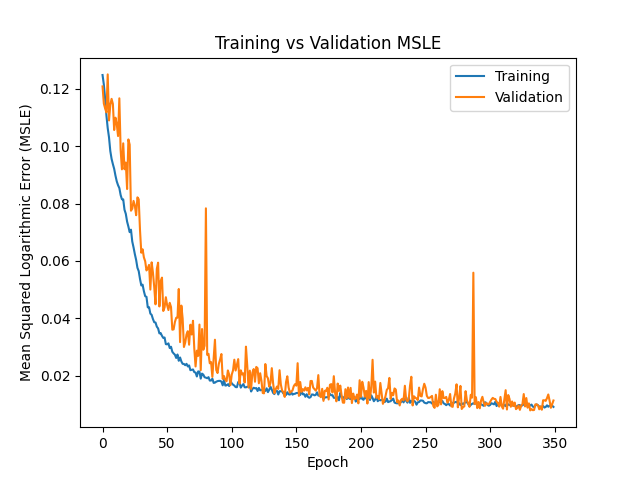 Training vs Validation MSLE
Training
Validation
Mean Squared Logarithmic Error (MSLE)
0.12
0.10
0.08
0.06
0.04
0.02
0 50 100 150 200 250 300 350
Epoch